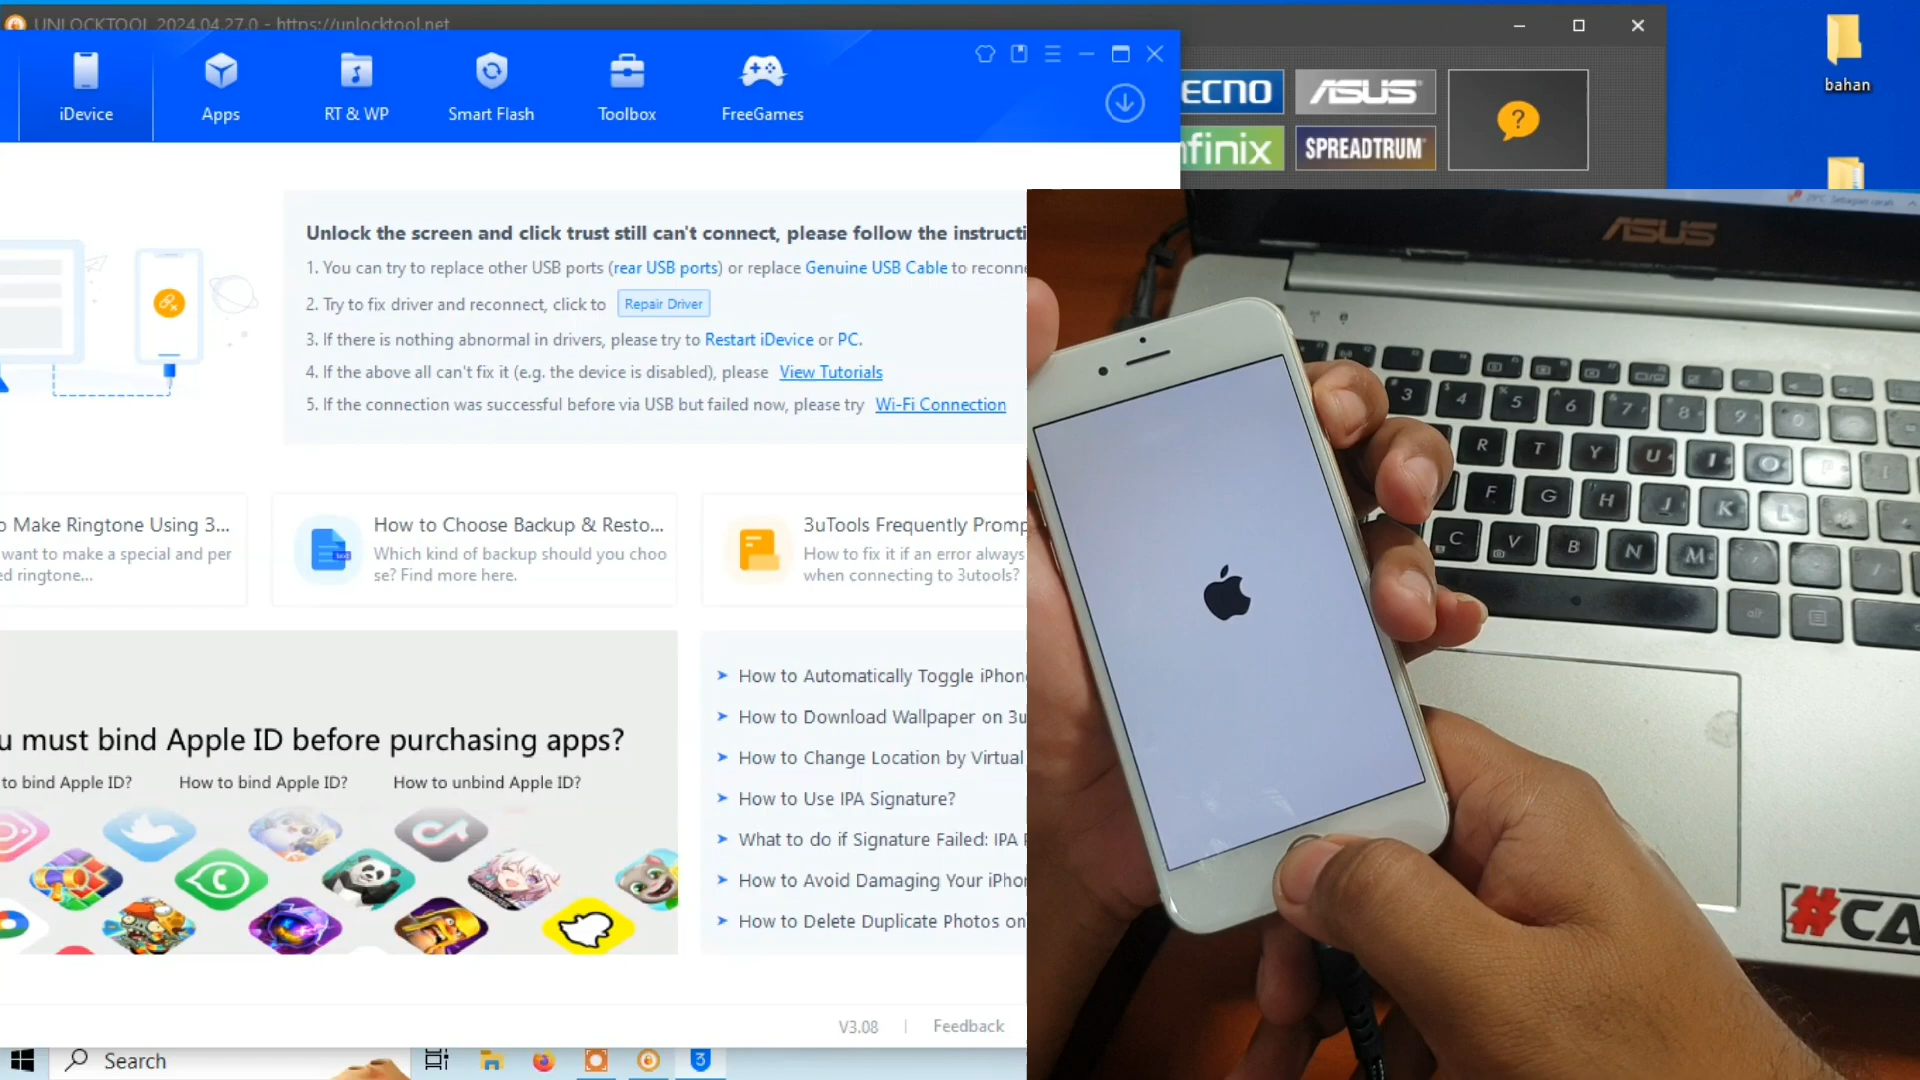 UNLOCKTOOL 2024.04.27.0 - https://unlocktool.net
iDevice
Apps
RT & WP
Smart Flash
Toolbox
FreeGames
ECNO
ASUS
nfinix
SPREADTRUM
?
bahan
Unlock the screen and click trust still can't connect, please follow the instructi
1. You can try to replace other USB ports (rear USB ports) or replace Genuine USB Cable to reconne
2. Try to fix driver and reconnect, click to Repair Driver
3. If there is nothing abnormal in drivers, please try to Restart iDevice or PC.
4. If the above all can't fix it (e.g. the device is disabled), please View Tutorials
5. If the connection was successful before via USB but failed now, please try Wi-Fi Connection
o Make Ringtone Using 3...
want to make a special and per
ed ringtone...
How to Choose Backup & Resto...
Which kind of backup should you choo
se? Find more here.
3uTools Frequently Promp
How to fix it if an error always
when connecting to 3utools?
u must bind Apple ID before purchasing apps?
to bind Apple ID?
How to bind Apple ID?
How to unbind Apple ID?
How to Automatically Toggle iPhon
How to Download Wallpaper on 3u
How to Change Location by Virtual
How to Use IPA Signature?
What to do if Signature Failed: IPA
How to Avoid Damaging Your iPho
How to Delete Duplicate Photos on
V3.08
Feedback
Search
3
29°C Sebagian cerah
ASUS
3 4 5 6 7 8 9
R T Y U I O P
F G H J K L
C V B N M
alt
#CA